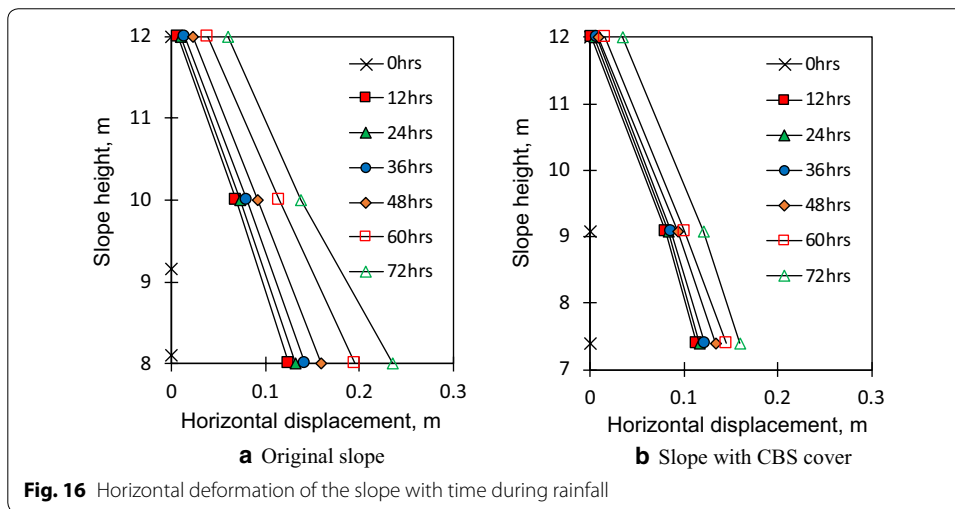 12
11
10
9
8
Slope height, m
0
0.1
0.2
0.3
Horizontal displacement, m
0hrs
12hrs
24hrs
36hrs
48hrs
60hrs
72hrs
a Original slope
12
11
10
9
8
7
Slope height, m
0
0.1
0.2
0.3
Horizontal displacement, m
0hrs
12hrs
24hrs
36hrs
48hrs
60hrs
72hrs
b Slope with CBS cover
Fig. 16 Horizontal deformation of the slope with time during rainfall